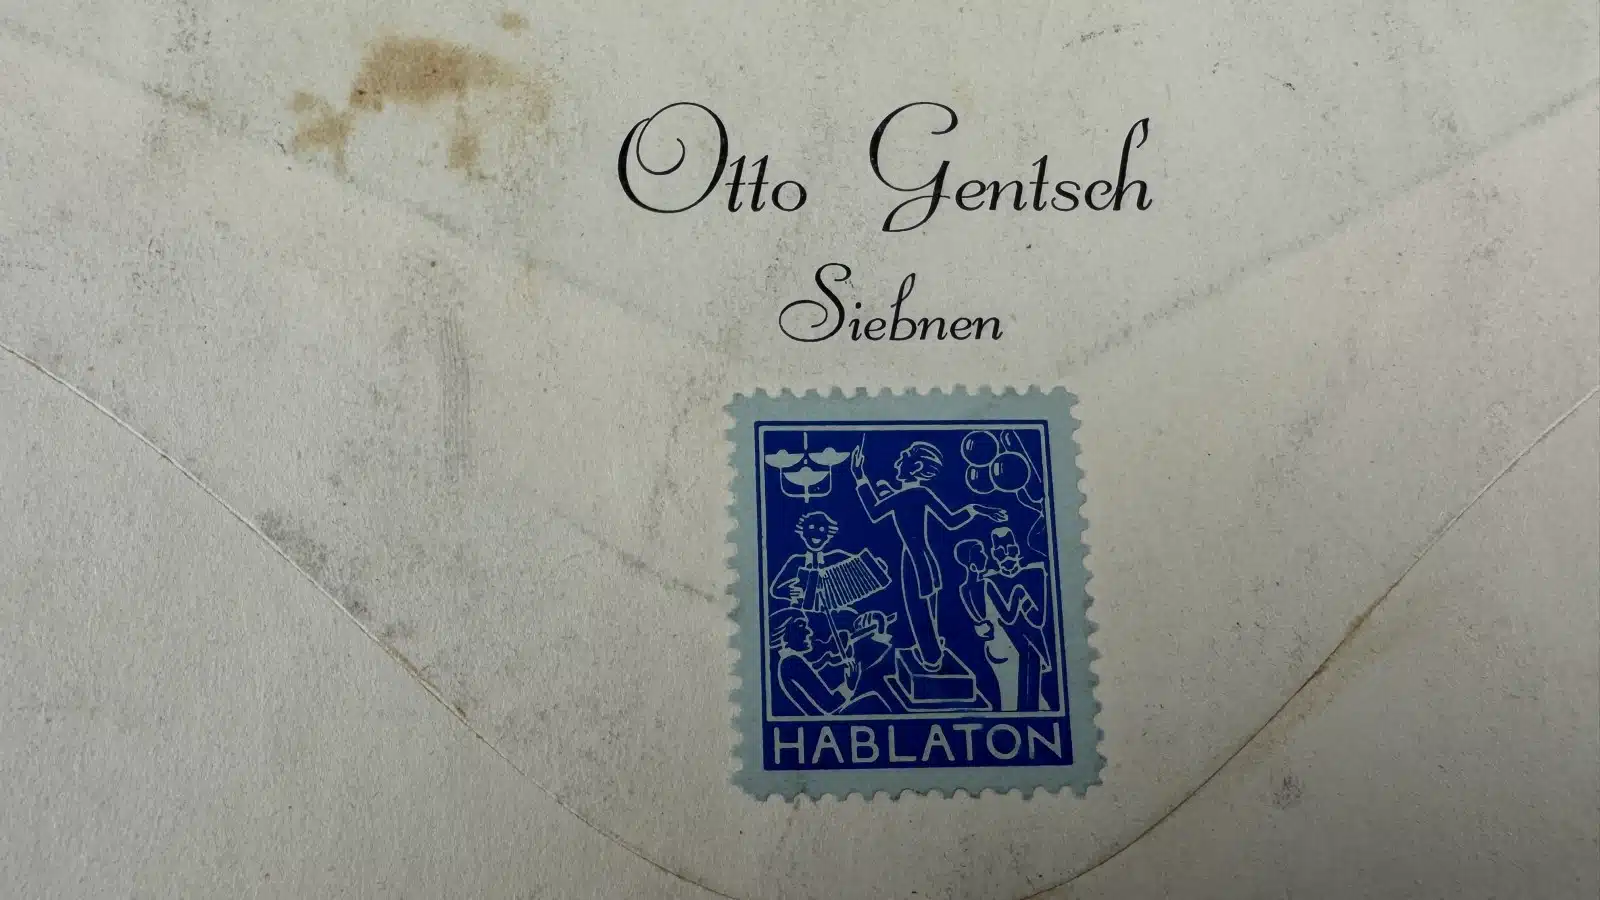 Otto Gentsch
Siebnen
HABLATON